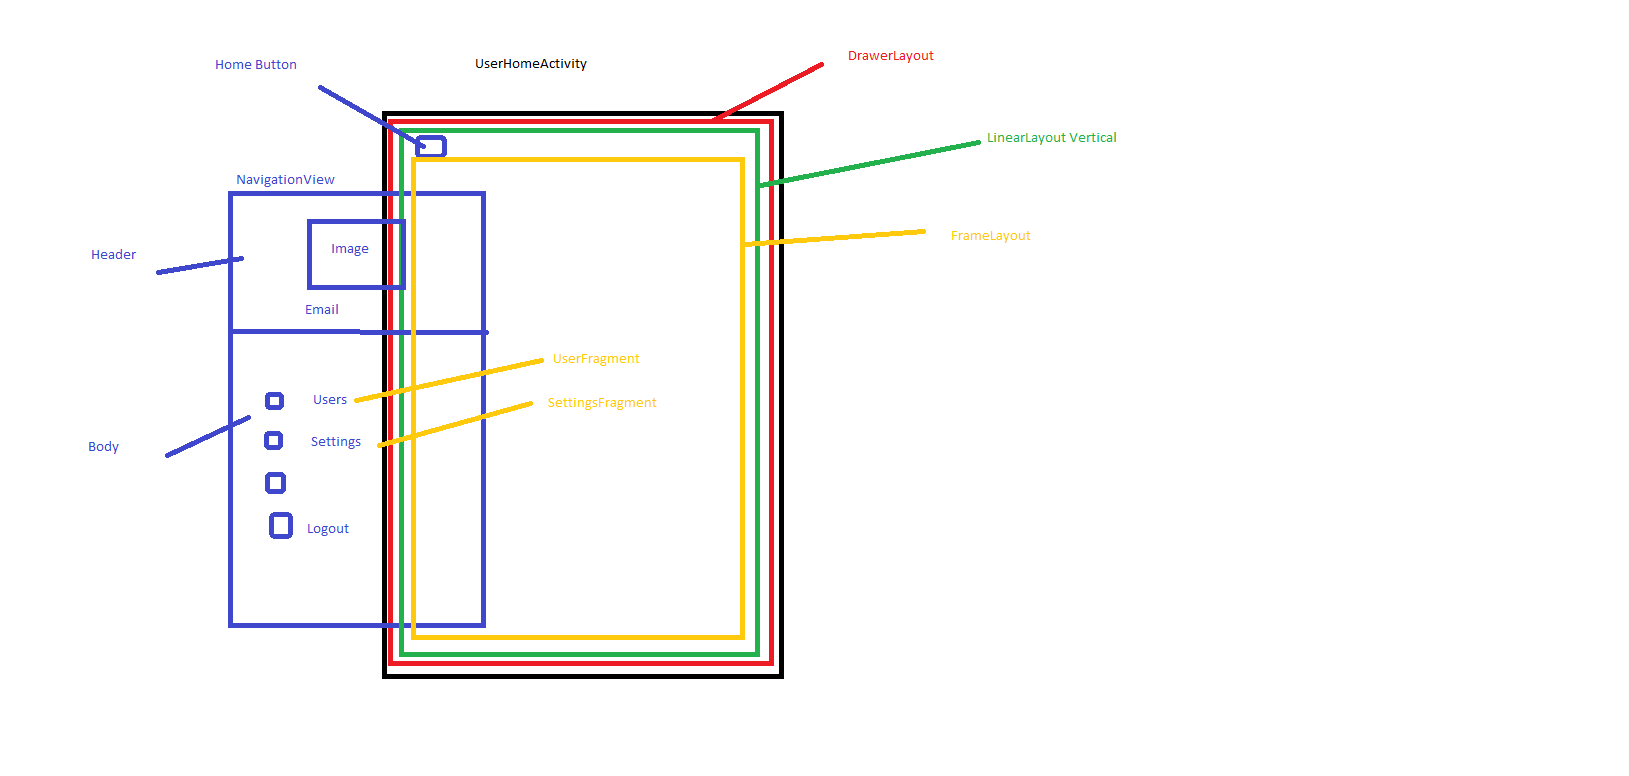 DrawerLayout
Home Button
UserHomeActivity
LinearLayout Vertical
NavigationView
FrameLayout
Image
Header
Email
UserFragment
Users
SettingsFragment
Settings
Body
Logout